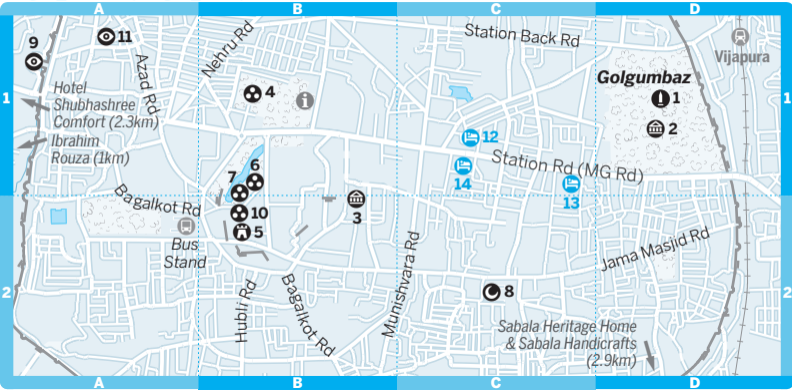 A
B
C
D
9
11
Azad Rd
Nehru Rd
Station Back Rd
Vijapura
Golgumbaz
1
1
1
2
4
i
Hotel
Shubhashree
Comfort (2.3km)
Ibrahim
Rouza (1km)
12
Station Rd (MG Rd)
14
13
6
7
Bagalkot Rd
10
5
3
Bus
Stand
Munishvara Rd
Jama Masjid Rd
2
2
8
Hubli Rd
Bagalkot Rd
Sabala Heritage Home
& Sabala Handicrafts
(2.9km)
A
B
C
D